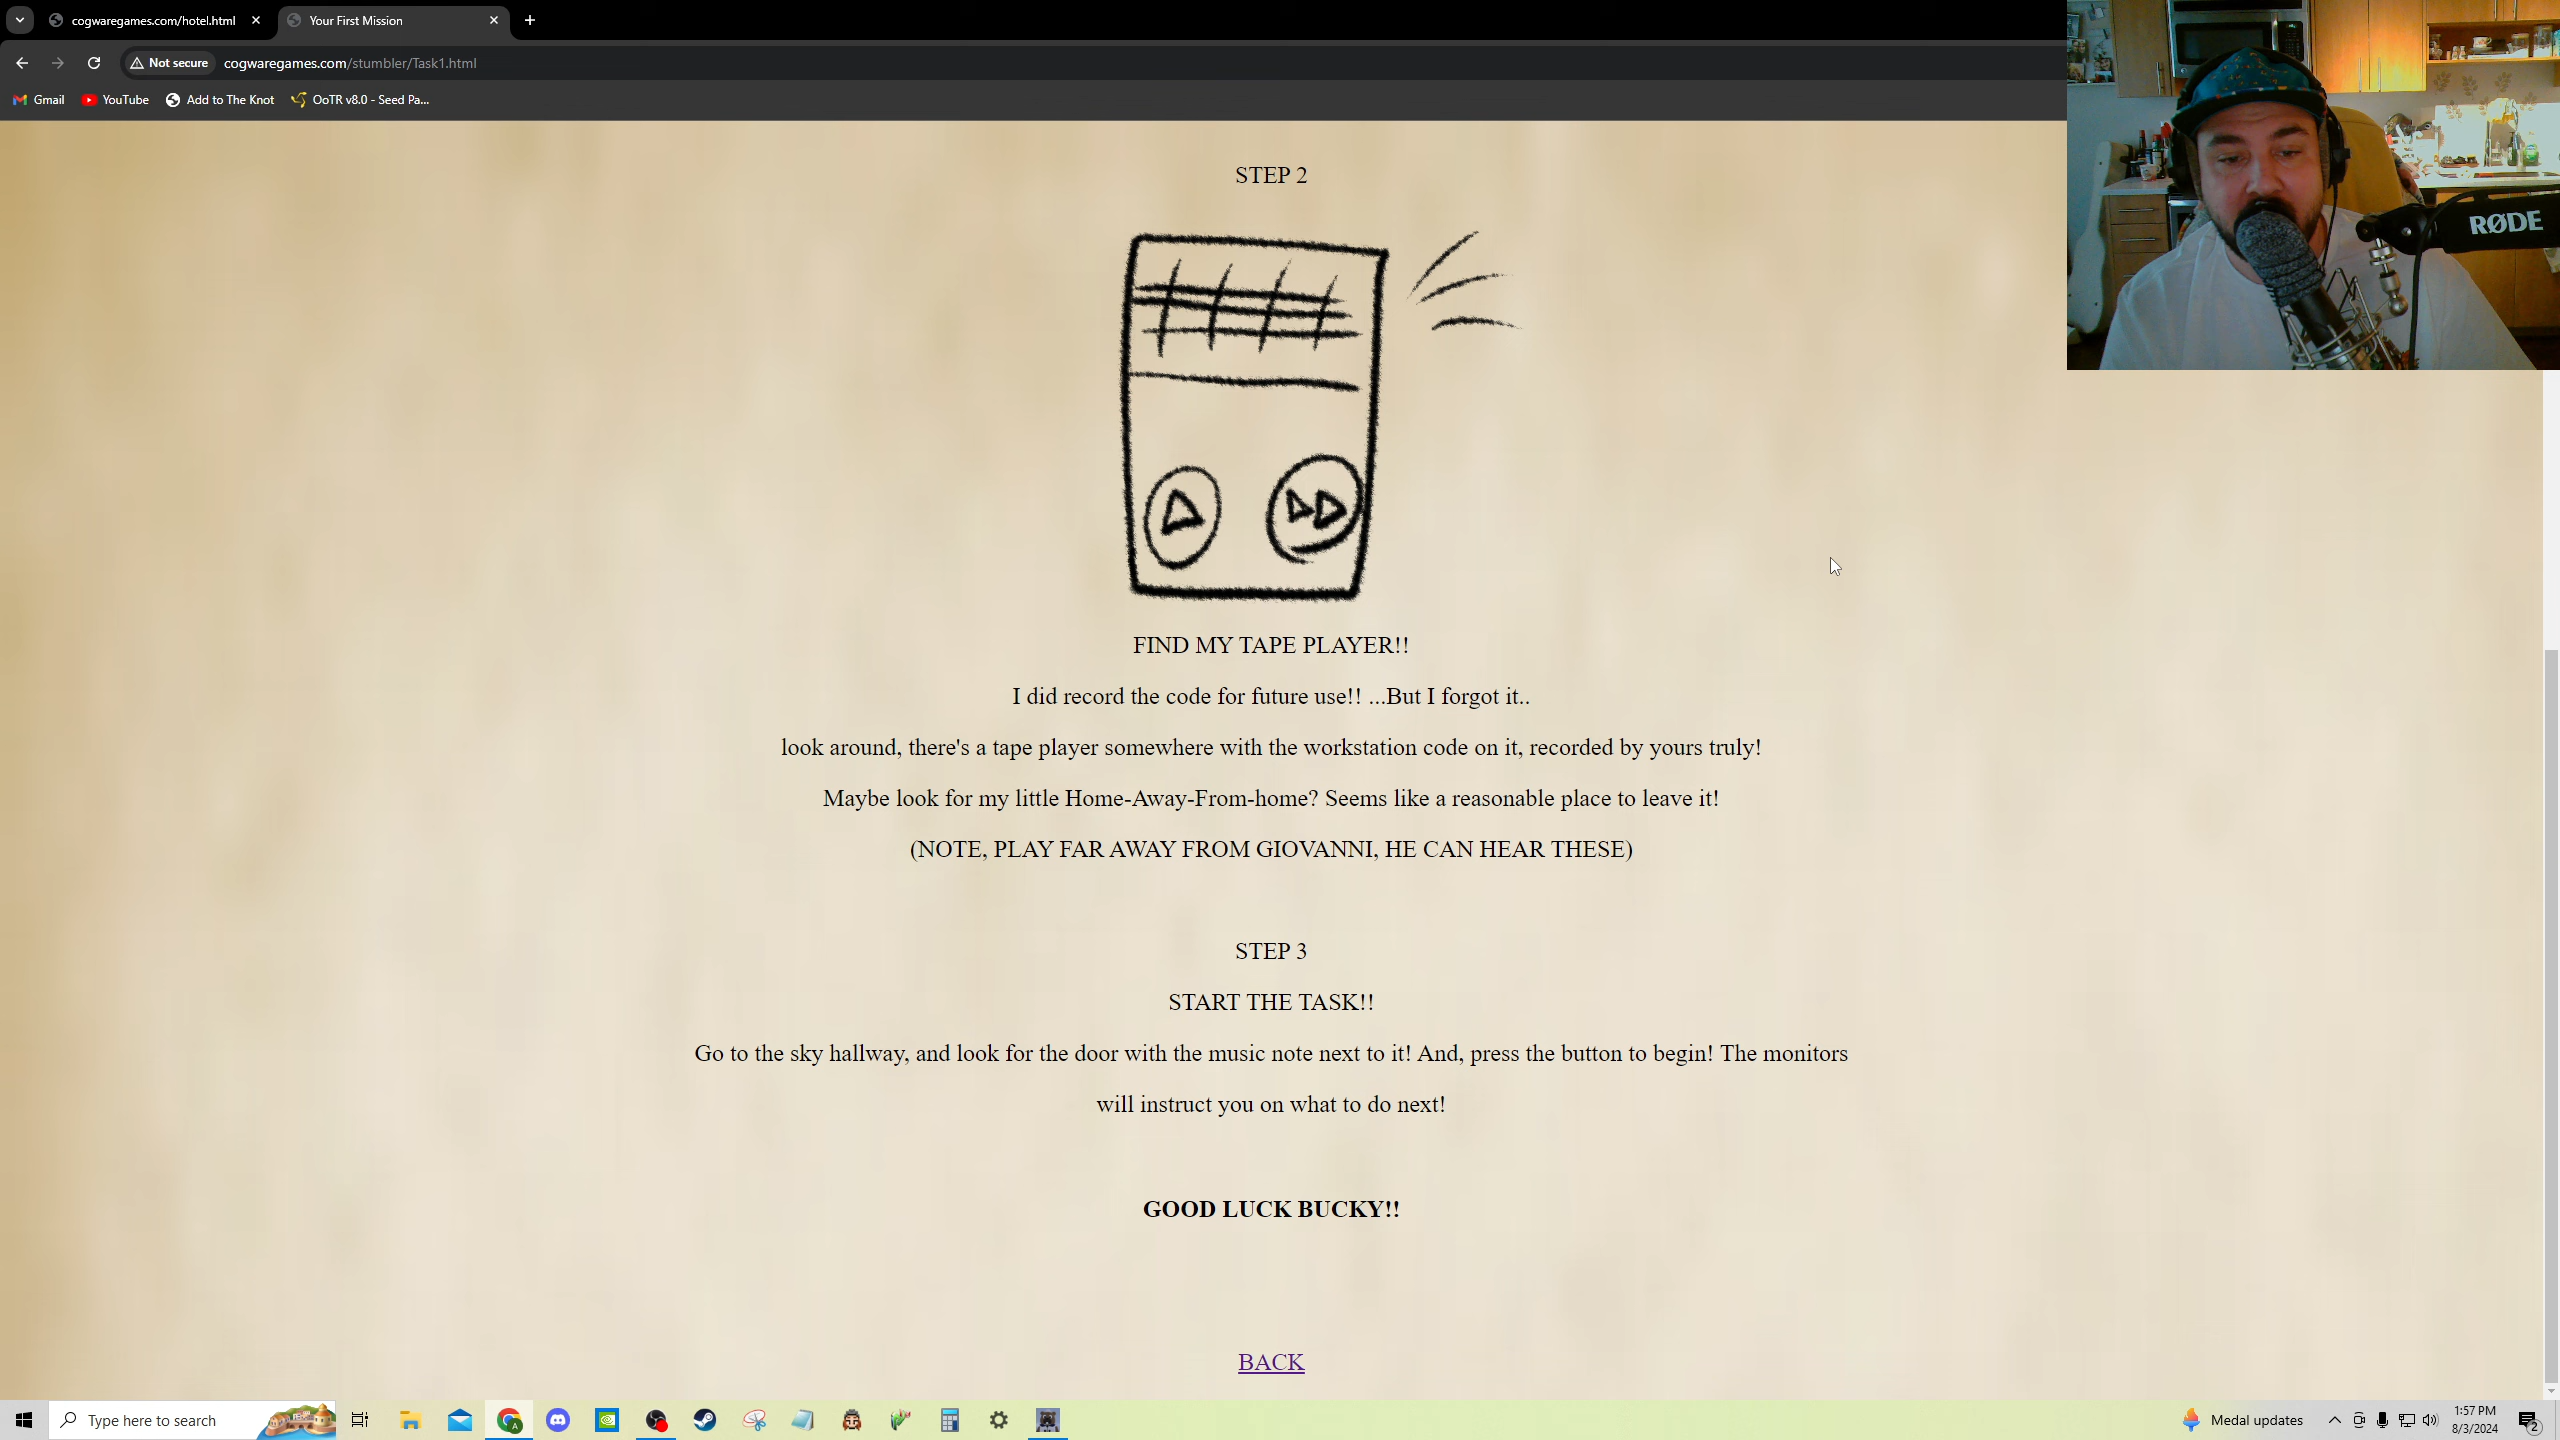 cogwaregames.com/hotel.html
Your First Mission
Not secure
cogwaregames.com/stumbler/Task1.html
Gmail
YouTube
Add to The Knot
OoTR v8.0 - Seed Pa...
RØDE
STEP 2
FIND MY TAPE PLAYER!!
I did record the code for future use!! ...But I forgot it..
look around, there's a tape player somewhere with the workstation code on it, recorded by yours truly!
Maybe look for my little Home-Away-From-home? Seems like a reasonable place to leave it!
(NOTE, PLAY FAR AWAY FROM GIOVANNI, HE CAN HEAR THESE)
STEP 3
START THE TASK!!
Go to the sky hallway, and look for the door with the music note next to it! And, press the button to begin! The monitors
will instruct you on what to do next!
GOOD LUCK BUCKY!!
BACK
Type here to search
Medal updates
1:57 PM
8/3/2024
2